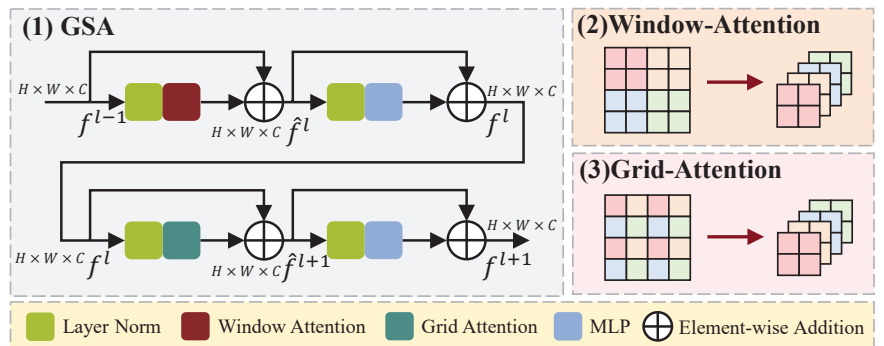 (1) GSA
H × W × C
f^{l−1}
H × W × C
f̂^l
H × W × C
f^l
H × W × C
f^l
H × W × C
f̂^{l+1}
H × W × C
f^{l+1}
(2)Window-Attention
(3)Grid-Attention
Layer Norm
Window Attention
Grid Attention
MLP
Element-wise Addition